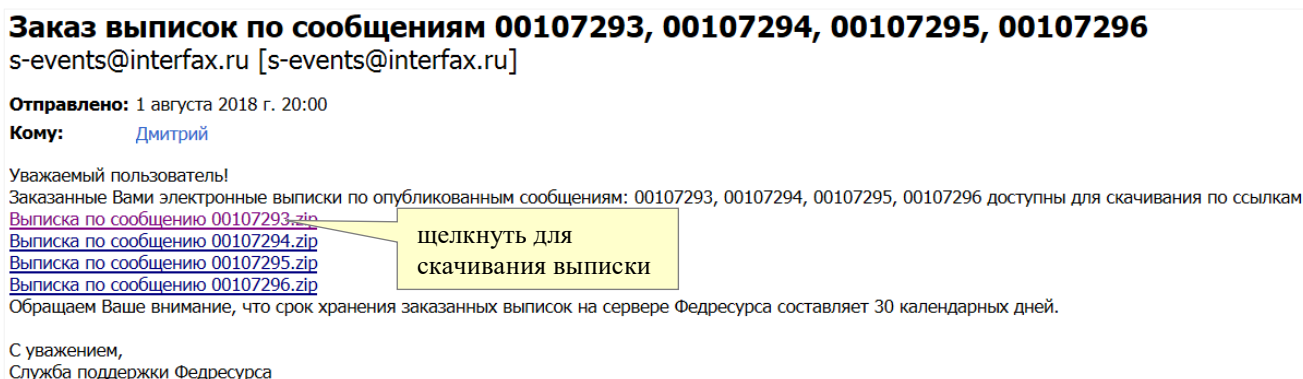 Заказ выписок по сообщениям 00107293, 00107294, 00107295, 00107296
s-events@interfax.ru [s-events@interfax.ru]
Отправлено: 1 августа 2018 г. 20:00
Кому: Дмитрий
Уважаемый пользователь!
Заказанные Вами электронные выписки по опубликованным сообщениям: 00107293, 00107294, 00107295, 00107296 доступны для скачивания по ссылкам
Выписка по сообщению 00107293.zip
щелкнуть для
скачивания выписки
Выписка по сообщению 00107294.zip
Выписка по сообщению 00107295.zip
Выписка по сообщению 00107296.zip
Обращаем Ваше внимание, что срок хранения заказанных выписок на сервере Федресурса составляет 30 календарных дней.
С уважением,
Служба поддержки Федресурса